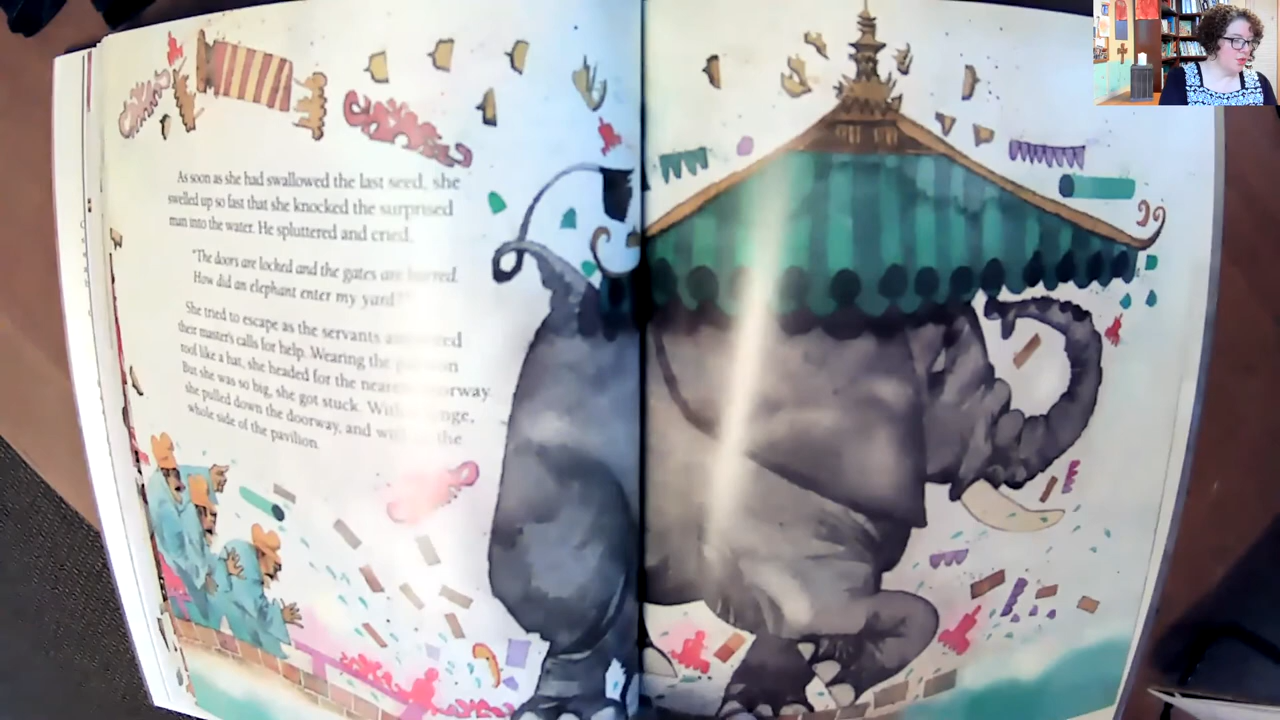 As soon as she had swallowed the last seed, she
swelled up so fast that she knocked the surprised
man into the water. He spluttered and cried,
"The doors are locked and the gates are barred.
How did an elephant enter my yard?"
She tried to escape as the servants answered
their master's calls for help. Wearing the
roof like a hat, she headed for the nearest doorway.
But she was so big, she got stuck. With
she pulled down the doorway, and with the
whole side of the pavilion.